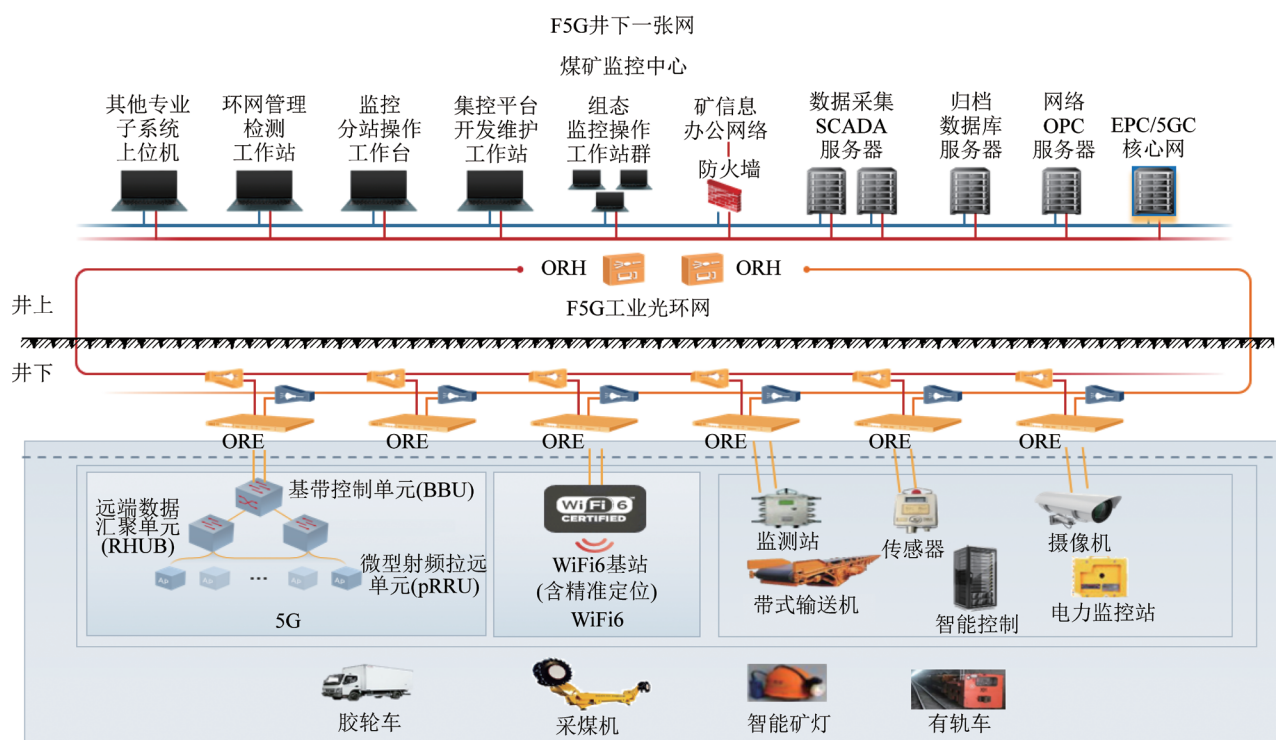 F5G井下一张网
煤矿监控中心
其他专业
子系统
上位机
环网管理
检测
工作站
监控
分站操作
工作台
集控平台
开发维护
工作站
组态
监控操作
工作站群
矿信息
办公网络
防火墙
数据采集
SCADA
服务器
归档
数据库
服务器
网络
OPC
服务器
EPC/5GC
核心网
ORH
ORH
井上
F5G工业光环网
井下
ORE
ORE
ORE
ORE
ORE
ORE
基带控制单元(BBU)
远端数据
汇聚单元
(RHUB)
微型射频拉远
单元(pRRU)
AP
AP
...
AP
AP
5G
WiFi 6
CERTIFIED
WiFi6基站
(含精准定位)
WiFi6
监测站
传感器
摄像机
带式输送机
智能控制
电力监控站
胶轮车
采煤机
智能矿灯
有轨车